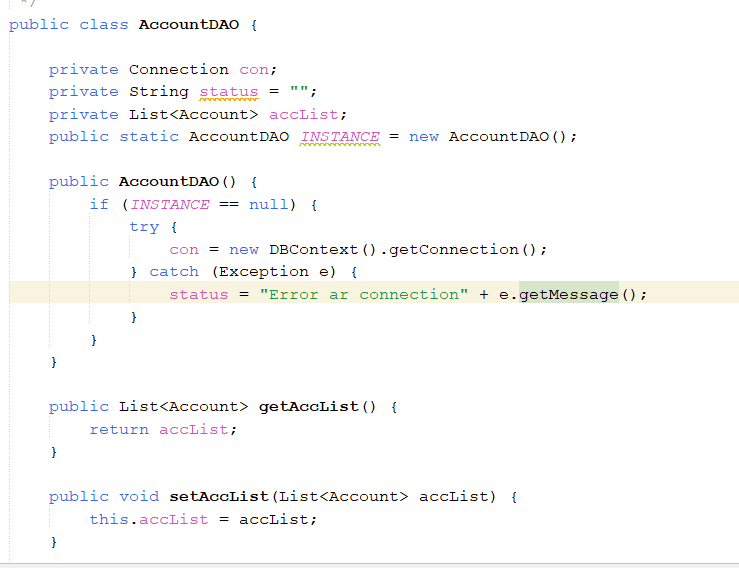 */
public class AccountDAO {
private Connection con;
private String status = "";
private List<Account> accList;
public static AccountDAO INSTANCE = new AccountDAO();
public AccountDAO() {
if (INSTANCE == null) {
try {
con = new DBContext().getConnection();
} catch (Exception e) {
status = "Error ar connection" + e.getMessage();
}
}
}
public List<Account> getAccList() {
return accList;
}
public void setAccList(List<Account> accList) {
this.accList = accList;
}